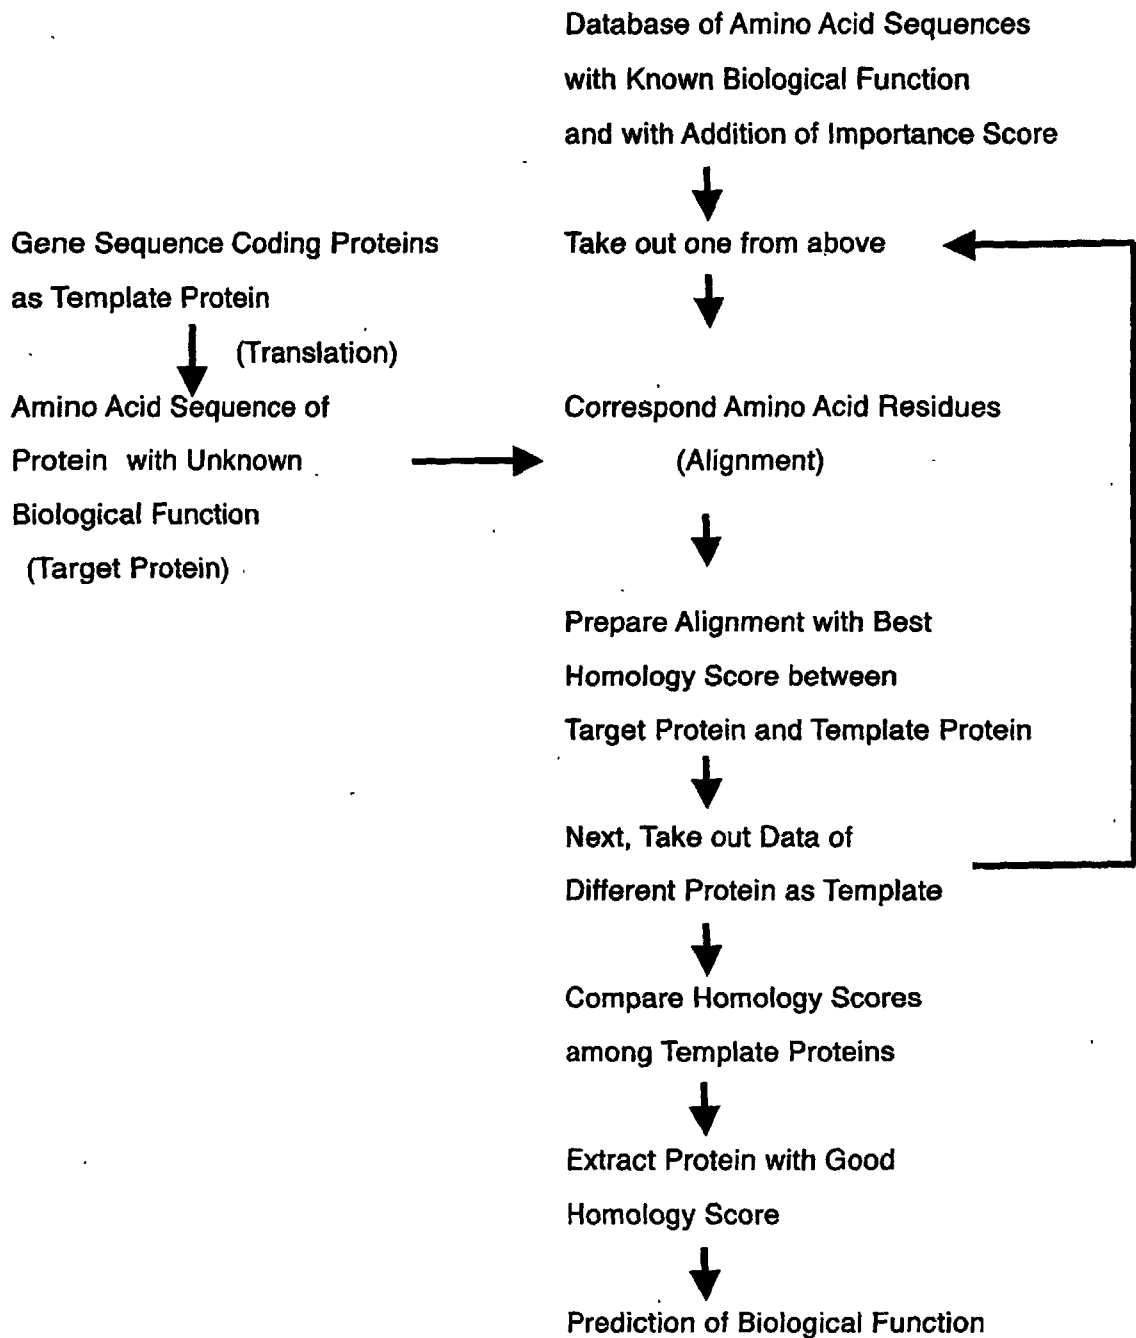 Database of Amino Acid Sequences
with Known Biological Function
and with Addition of Importance Score
Gene Sequence Coding Proteins
as Template Protein
(Translation)
Amino Acid Sequence of
Protein with Unknown
Biological Function
(Target Protein)
Take out one from above
Correspond Amino Acid Residues
(Alignment)
Prepare Alignment with Best
Homology Score between
Target Protein and Template Protein
Next, Take out Data of
Different Protein as Template
Compare Homology Scores
among Template Proteins
Extract Protein with Good
Homology Score
Prediction of Biological Function